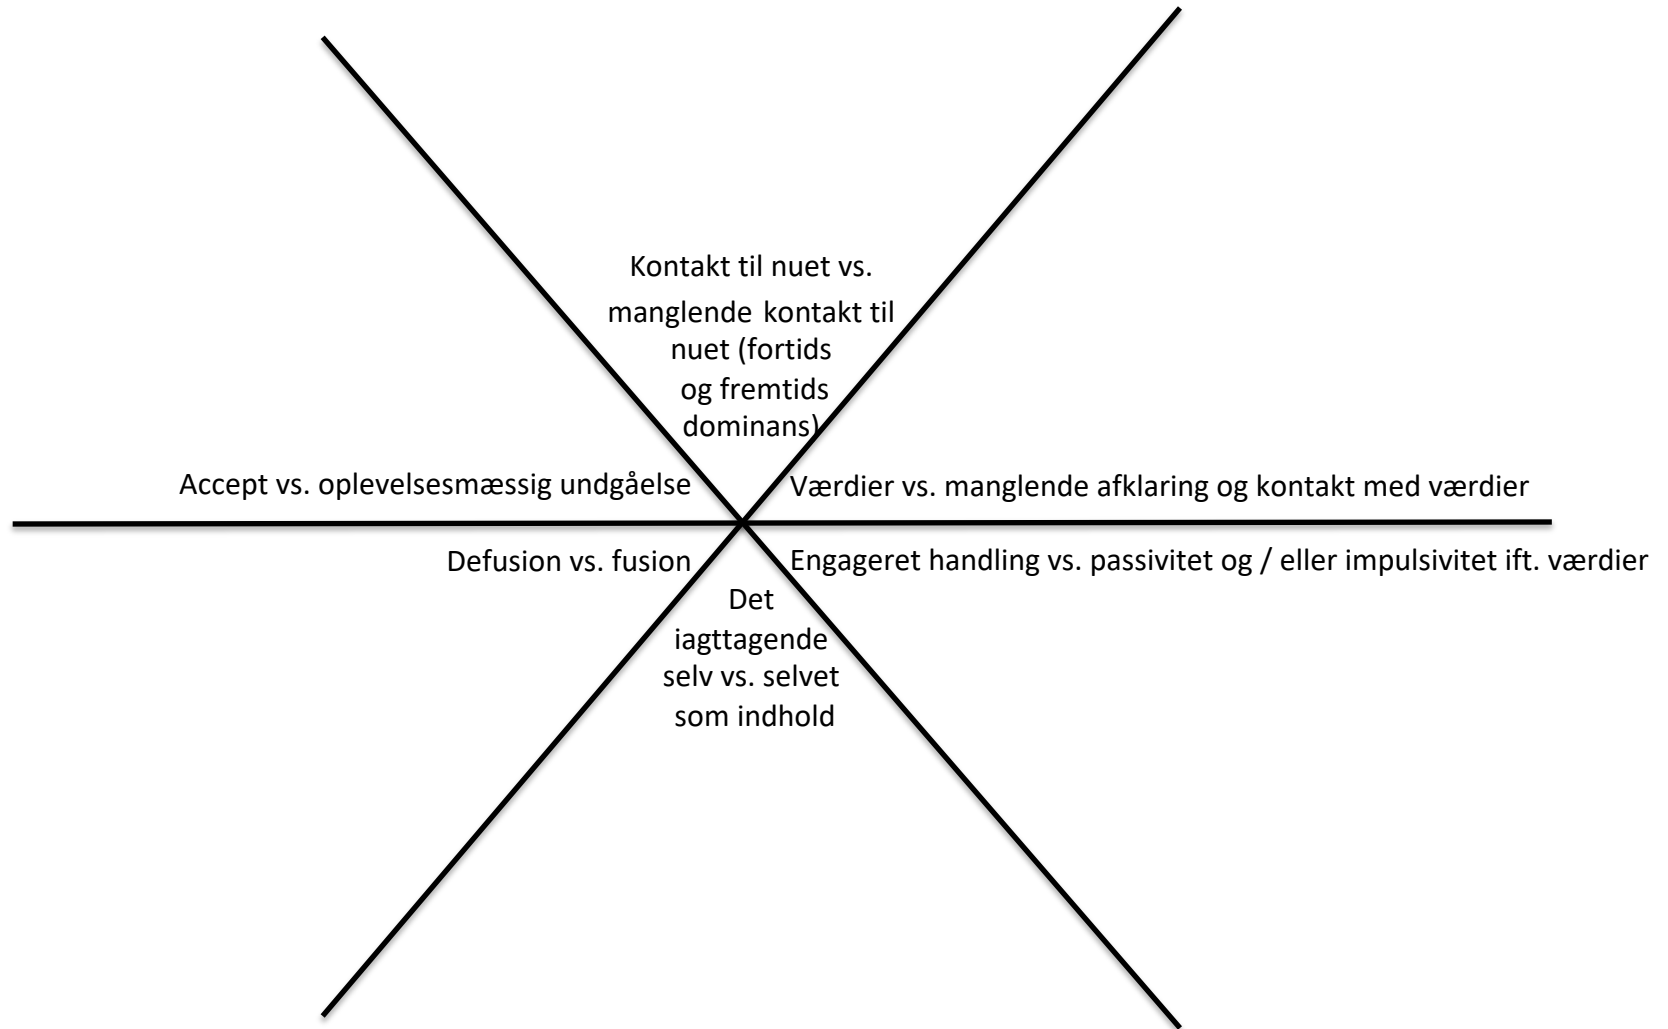 Kontakt til nuet vs.
manglende kontakt til
nuet (fortids
og fremtids
dominans)
Accept vs. oplevelsesmæssig undgåelse
Værdier vs. manglende afklaring og kontakt med værdier
Defusion vs. fusion
Engageret handling vs. passivitet og / eller impulsivitet ift. værdier
Det
iagttagende
selv vs. selvet
som indhold